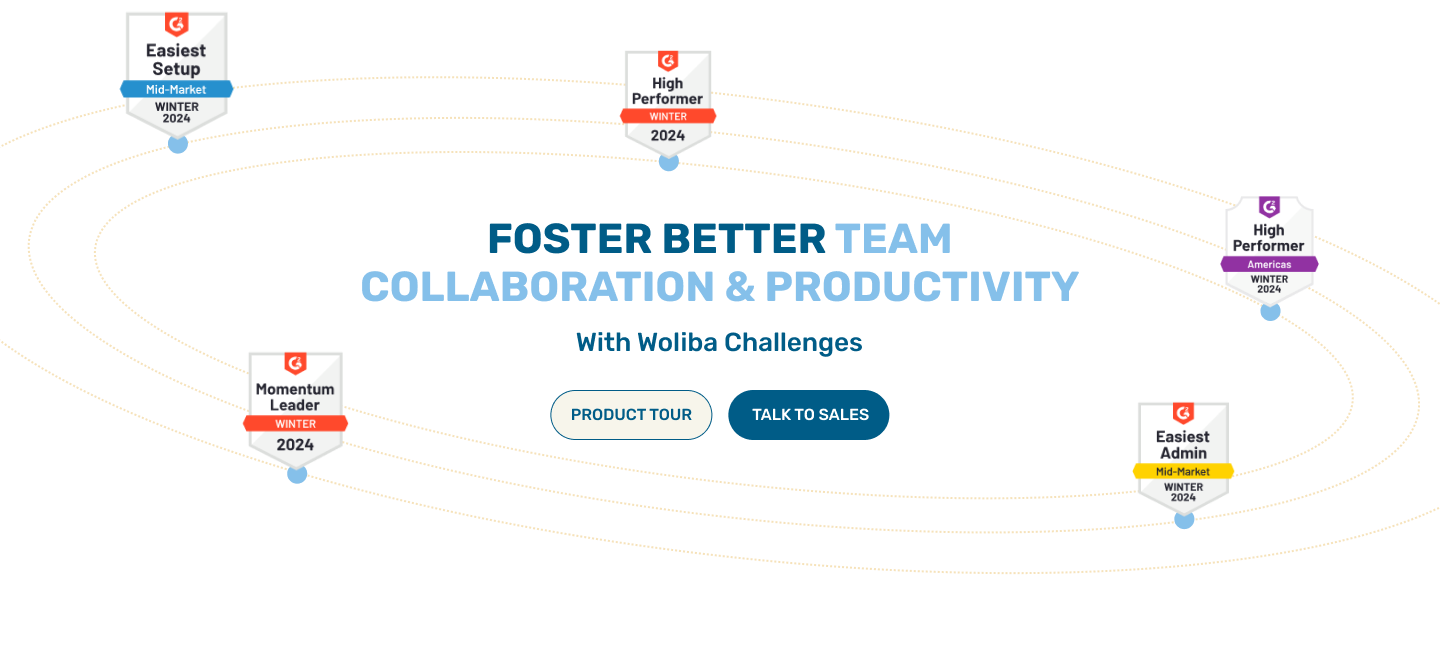 Easiest
Setup
Mid-Market
WINTER
2024
High
Performer
WINTER
2024
High
Performer
Americas
WINTER
2024
FOSTER BETTER TEAM
COLLABORATION & PRODUCTIVITY
With Woliba Challenges
PRODUCT TOUR
TALK TO SALES
Momentum
Leader
WINTER
2024
Easiest
Admin
Mid-Market
WINTER
2024